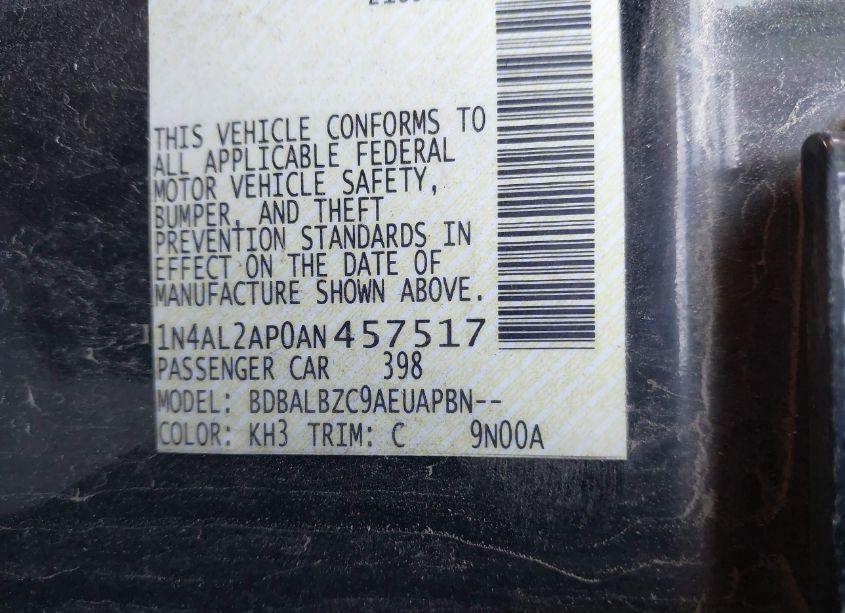 THIS VEHICLE CONFORMS TO
ALL APPLICABLE FEDERAL
MOTOR VEHICLE SAFETY,
BUMPER, AND THEFT
PREVENTION STANDARDS IN
EFFECT ON THE DATE OF
MANUFACTURE SHOWN ABOVE.
1N4AL2AP0AN457517
PASSENGER CAR 398
MODEL: BDBALBZC9AEUAPBN--
COLOR: KH3 TRIM: C 9N00A